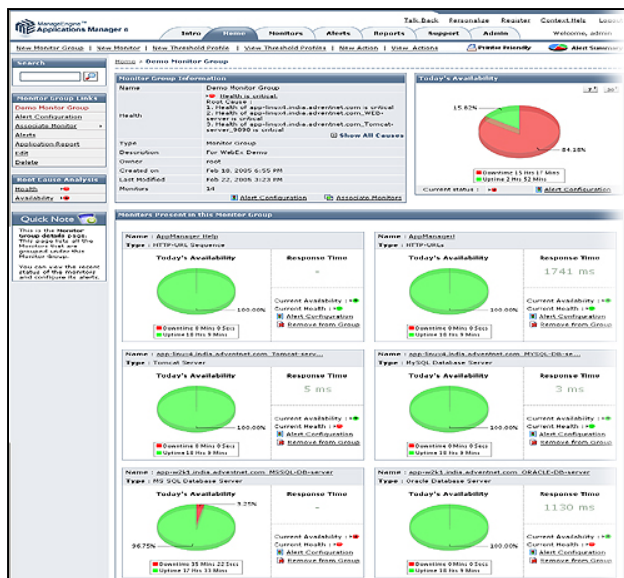 ManageEngine™
Applications Manager 6
Talk Back Personalize Register Context Help Logout
Intro Home Monitors Alerts Reports Support Admin
Welcome, admin
New Monitor Group | New Monitor | New Threshold Profile | View Threshold Profiles | New Action | View Actions
Printer Friendly Alert Summary
Search
Monitor Group Links
Demo Monitor Group
Alert Configuration
Associate Monitor
Alerts
Application Report
Edit
Delete
Root Cause Analysis
Health
Availability
Quick Note
This is the Monitor
Group details page.
This page lists all the
Monitors that are
grouped under this
Monitor Group.
You can view the recent
status of the monitors
and configure its alerts.
Home > Demo Monitor Group
Monitor Group Information
Name Demo Monitor Group
Health
Health is critical.
Root Cause :
1. Health of app-linux4.india.adventnet.com is critical
2. Health of app-linux4.india.adventnet.com_WEB-
server is critical
3. Health of app-linux4.india.adventnet.com_Tomcat-
server_9090 is critical
Show All Causes
Type Monitor Group
Description For WebEx Demo
Owner root
Created on Feb 18, 2005 6:55 PM
Last Modified Feb 22, 2005 3:23 PM
Monitors 14
Alert Configuration Associate Monitors
Today's Availability
7 30
15.82%
84.18%
Downtime 15 Hrs 17 Mins
Uptime 2 Hrs 52 Mins
Current status : Alert Configuration
Monitors Present in this Monitor Group
Name : AppManager Help
Type : HTTP-URL Sequence
Today's Availability Response Time
-
100.00%
Current Availability :
Current Health :
Alert Configuration
Remove from Group
Downtime 0 Mins 0 Secs
Uptime 18 Hrs 9 Mins
Name : AppManager!
Type : HTTP-URLs
Today's Availability Response Time
1741 ms
100.00%
Current Availability :
Current Health :
Alert Configuration
Remove from Group
Downtime 0 Mins 0 Secs
Uptime 18 Hrs 9 Mins
Name : app-linux4.india.adventnet.com_Tomcat-serv...
Type : Tomcat Server
Today's Availability Response Time
5 ms
100.00%
Current Availability :
Current Health :
Alert Configuration
Remove from Group
Downtime 0 Mins 0 Secs
Uptime 18 Hrs 9 Mins
Name : app-linux4.india.adventnet.com_MYSQL-DB-se...
Type : MySQL Database Server
Today's Availability Response Time
3 ms
100.00%
Current Availability :
Current Health :
Alert Configuration
Remove from Group
Downtime 0 Mins 0 Secs
Uptime 18 Hrs 9 Mins
Name : app-w2k1.india.adventnet.com_MSSQL-DB-server
Type : MS SQL Database Server
Today's Availability Response Time
-
3.25%
96.75%
Current Availability :
Current Health :
Alert Configuration
Remove from Group
Downtime 35 Mins 22 Secs
Uptime 17 Hrs 33 Mins
Name : app-w2k1.india.adventnet.com_ORACLE-DB-server
Type : Oracle Database Server
Today's Availability Response Time
1130 ms
100.00%
Current Availability :
Current Health :
Alert Configuration
Remove from Group
Downtime 0 Mins 0 Secs
Uptime 18 Hrs 9 Mins